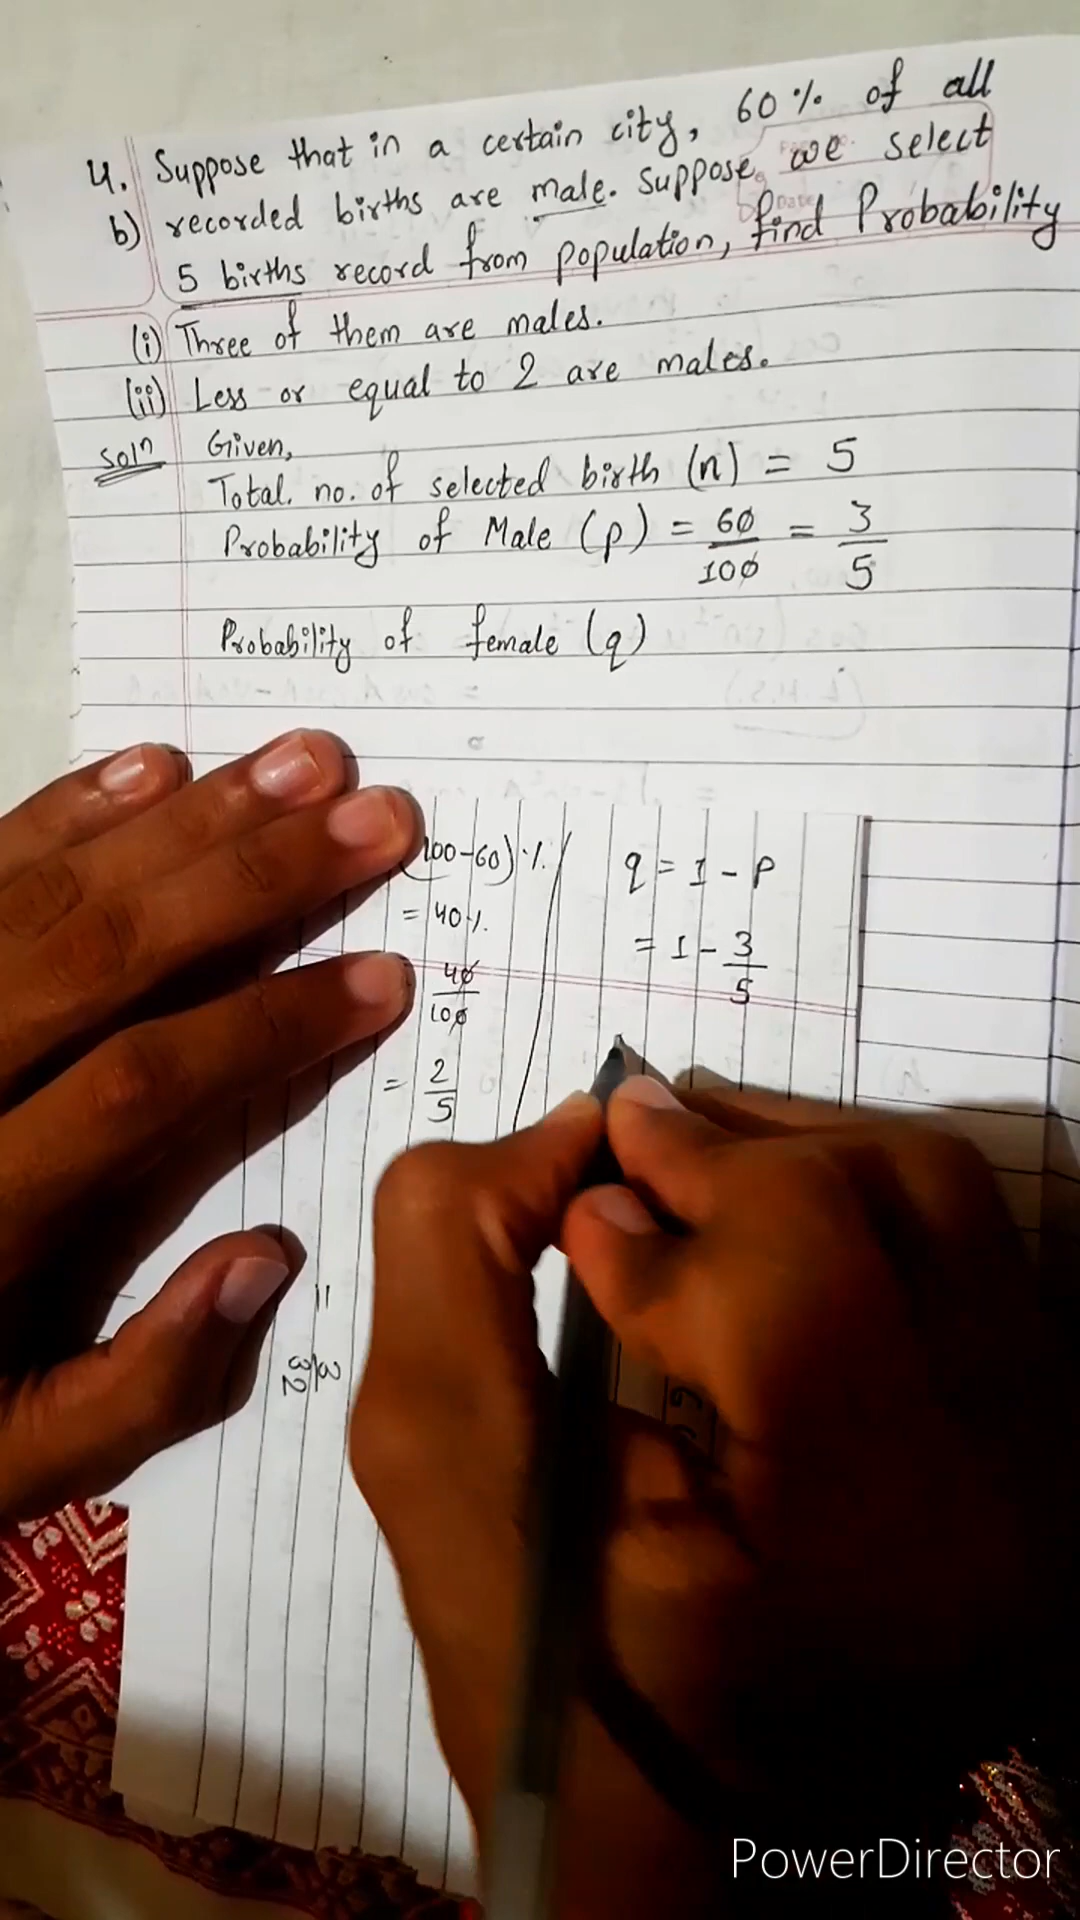 4. Suppose that in a certain city, 60% of all
b) recorded births are male. Suppose we select
5 births record from population, find Probability
(i) Three of them are males.
(ii) Less or equal to 2 are males.
Soln Given,
Total. no. of selected birth (n) = 5
Probability of Male (p) = 60/100 = 3/5
Probability of female (q)
(100-60)%
= 40%
40/100
= 2/5
q = 1 - p
= 1 - 3/5
PowerDirector